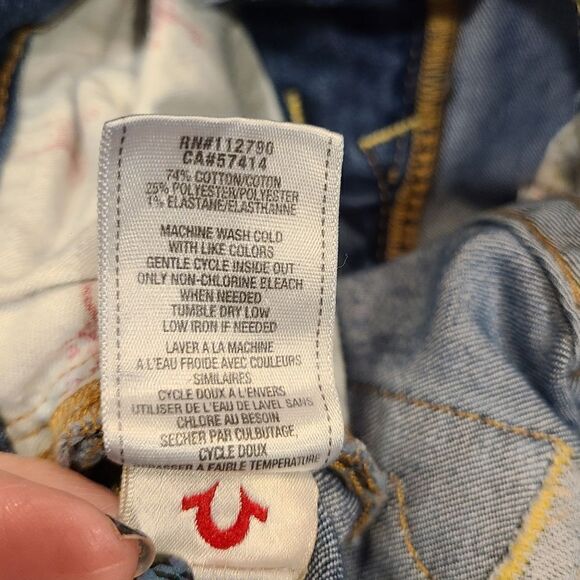 RN#112790
CA#57414
74% COTTON/COTON
25% POLYESTER/POLYESTER
1% ELASTANE/ELASTHANNE
MACHINE WASH COLD
WITH LIKE COLORS
GENTLE CYCLE INSIDE OUT
ONLY NON-CHLORINE BLEACH
WHEN NEEDED
TUMBLE DRY LOW
LOW IRON IF NEEDED
LAVER A LA MACHINE
A L'EAU FROIDE AVEC COULEURS
SIMILAIRES
CYCLE DOUX A L'ENVERS
UTILISER DE L'EAU DE LAVEL SANS
CHLORE AU BESOIN
SECHER PAR CULBUTAGE,
CYCLE DOUX
REPASSER A FAIBLE TEMPERATURE